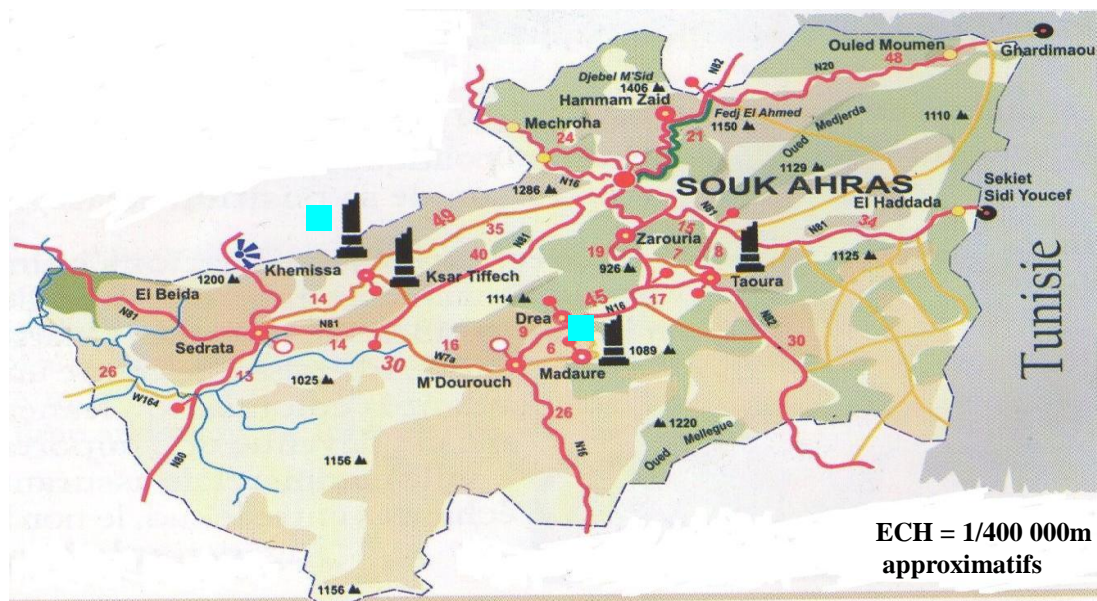 Ouled Moumen
Ghardimaou
48
N20
N82
Djebel M'Sid
1406
Hammam Zaid
Fedj El Ahmed
1150
21
Mechroha
24
N16
1286
Oued Medjerda
1110
1129
SOUK AHRAS
Sekiet
Sidi Youcef
El Haddada
34
N81
N81
15
49
35
40
N81
Zarouria
19
7
8
926
Taoura
1125
Khemissa
Ksar Tiffech
1200
14
El Beida
N81
1114
45
N16
17
Drea
N82
30
Tunisie
Sedrata
N81
14
30
16
W7a
9
6
1089
M'Dourouch
Madaure
26
W164
13
1025
26
N16
1220
Oued Mellegue
N80
1156
1156
ECH = 1/400 000m
approximatifs